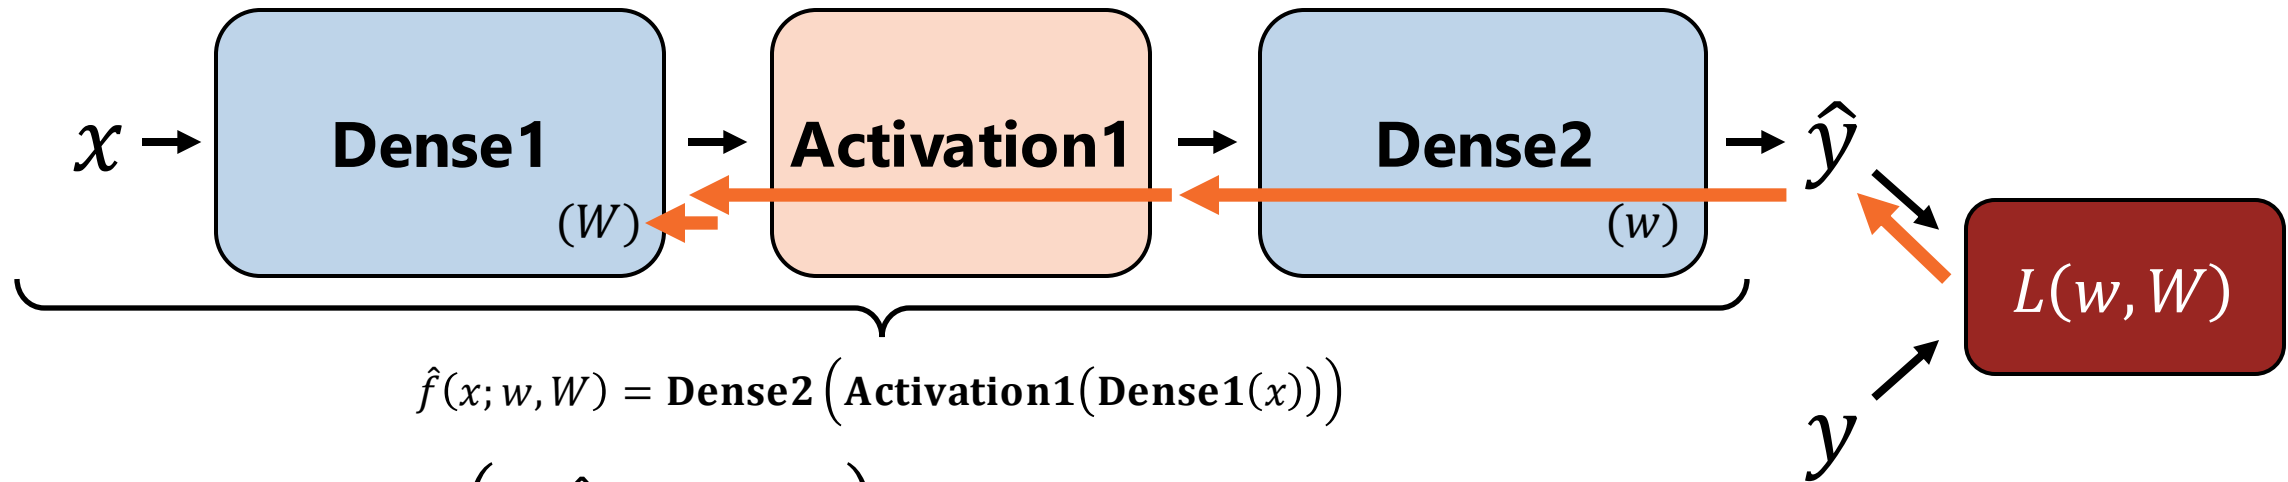 x Dense1 (W) Activation1 Dense2 (w) ŷ
L(w, W)
f̂(x; w, W) = Dense2(Activation1(Dense1(x)))
y